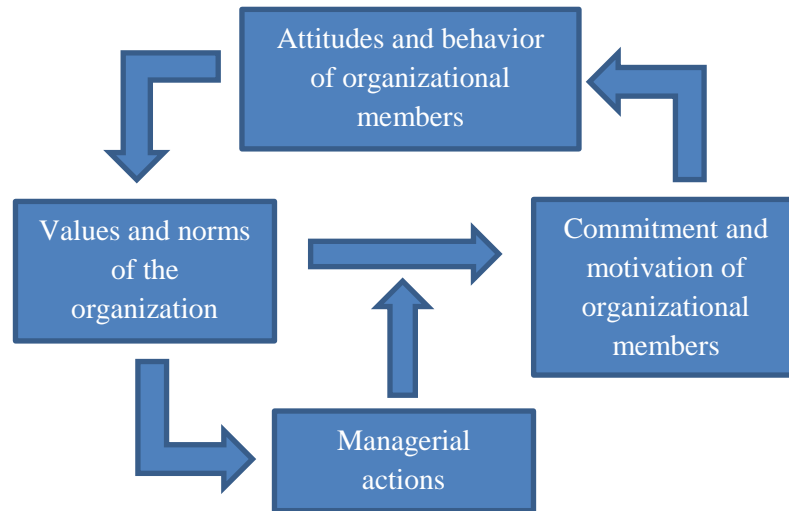 Attitudes and behavior
of organizational
members
Values and norms
of the
organization
Commitment and
motivation of
organizational
members
Managerial
actions